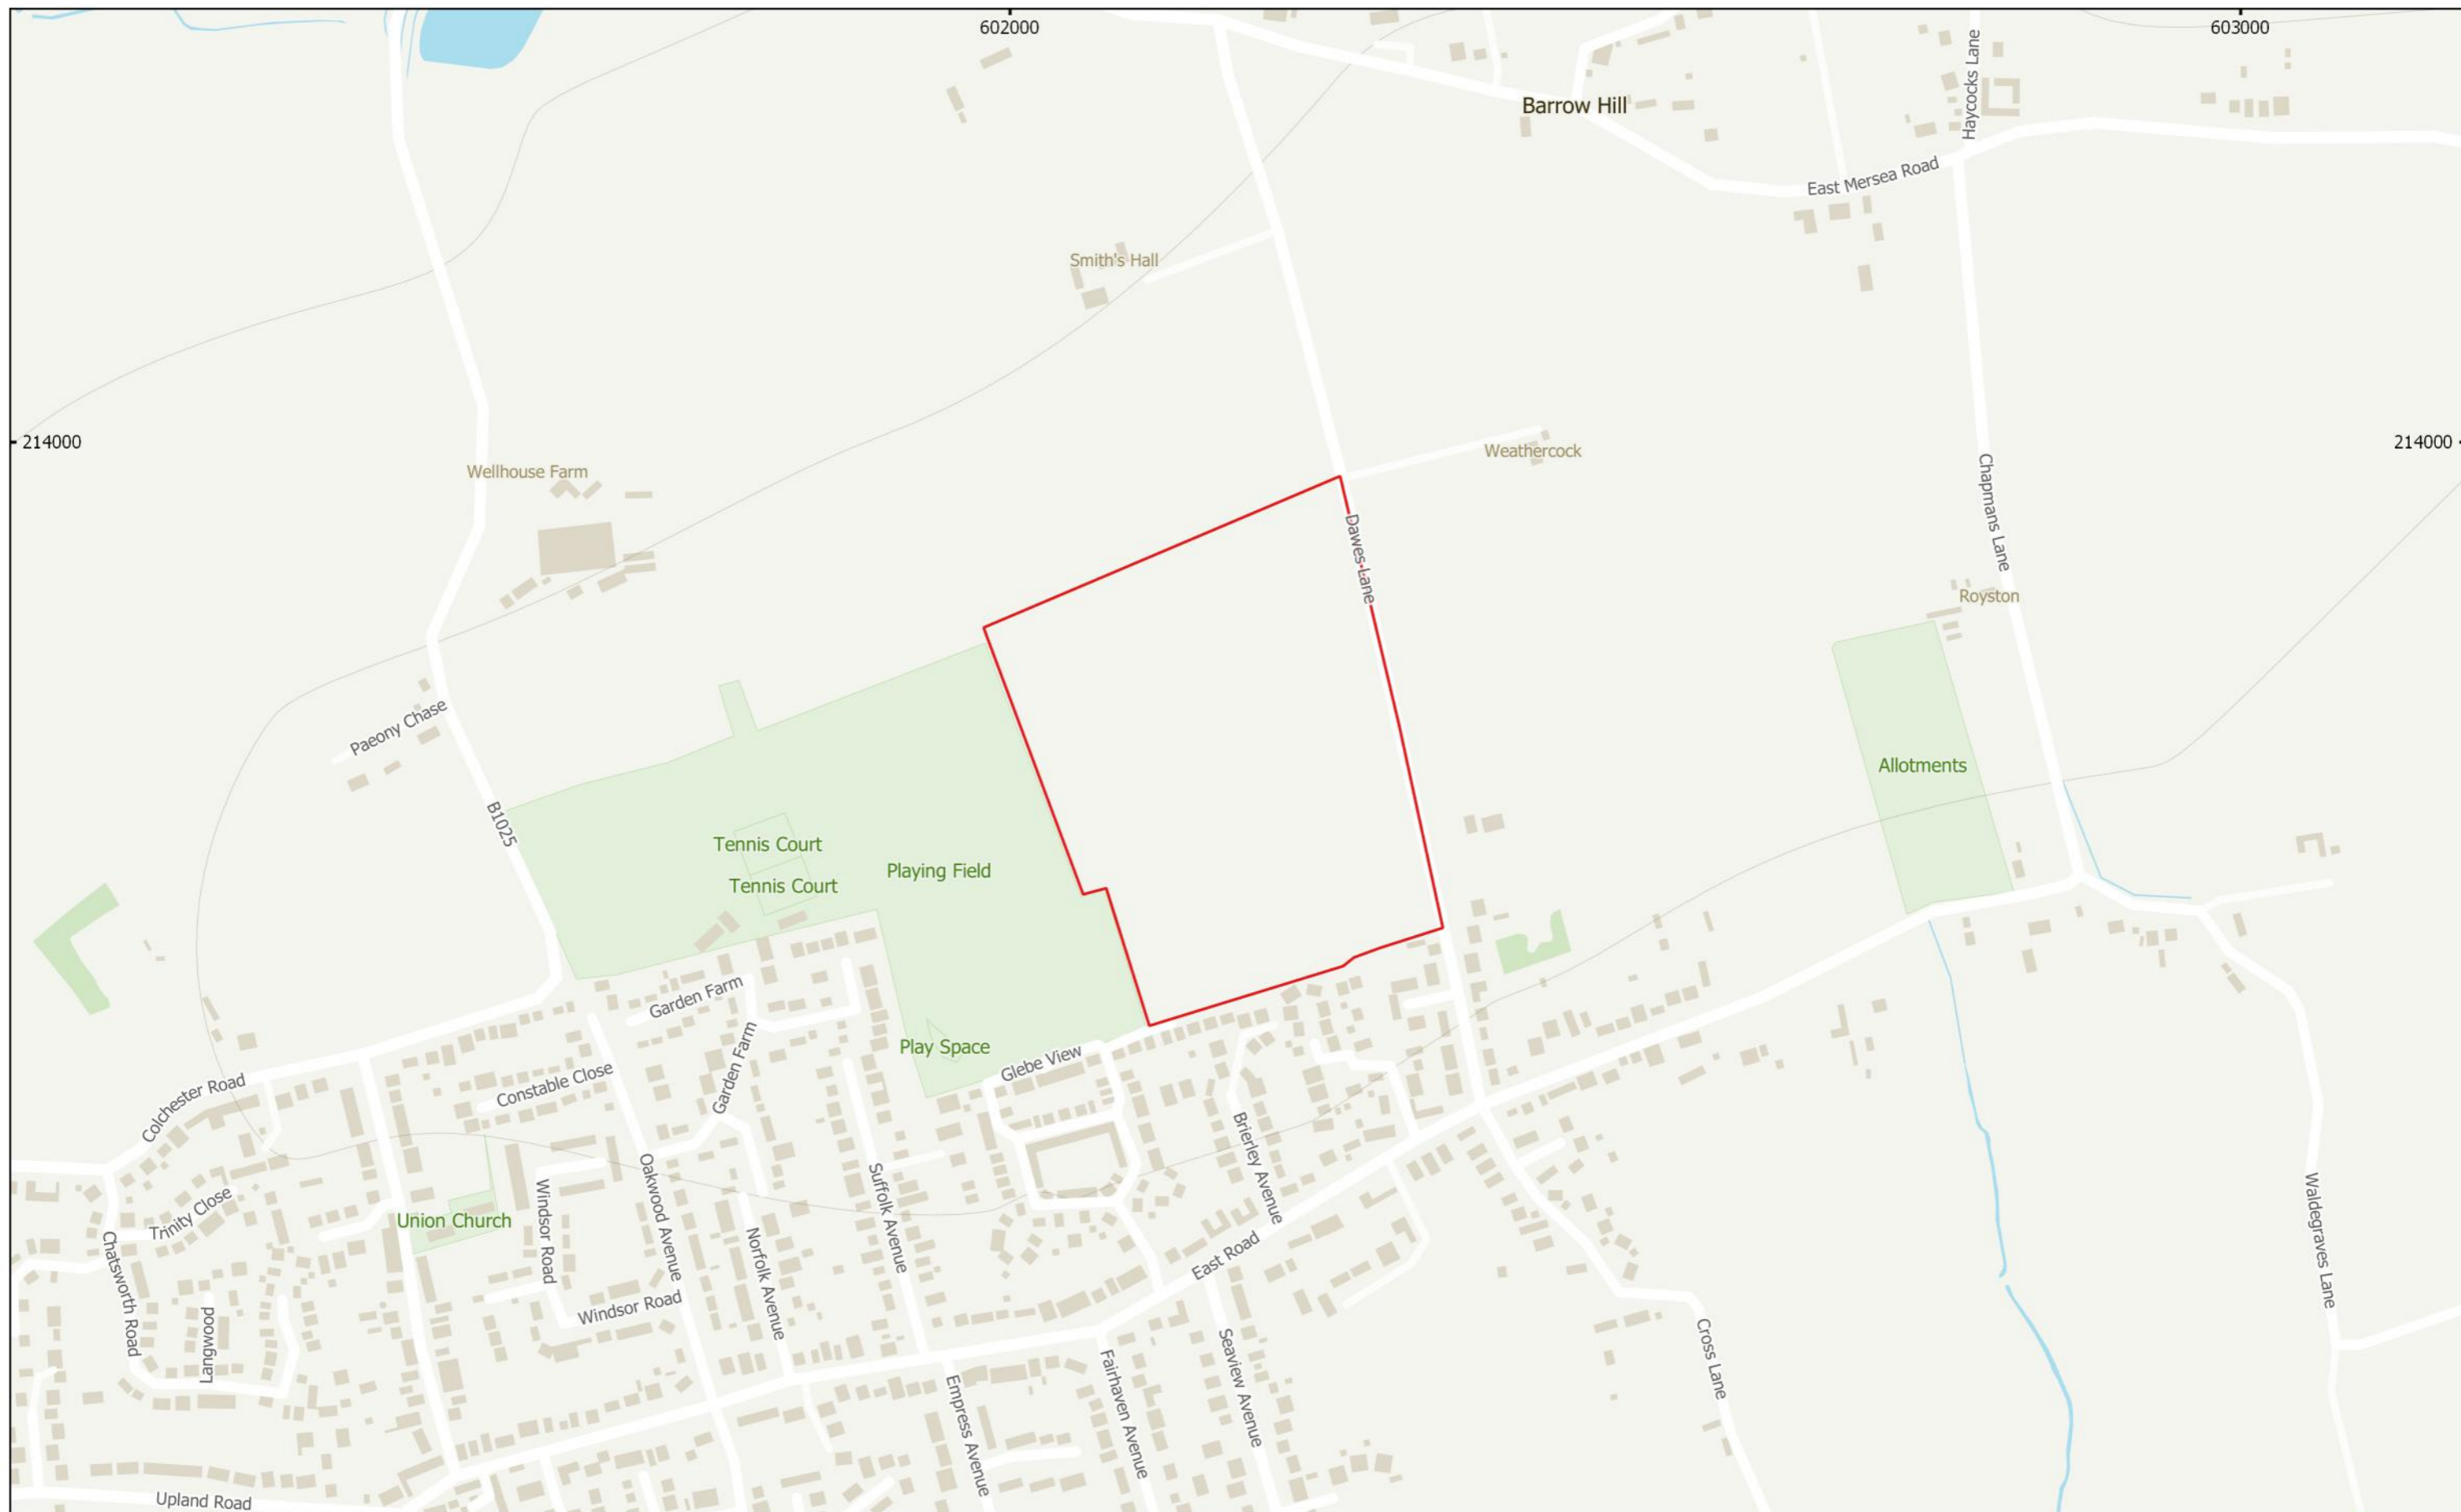 602000
603000
Haycocks Lane
Barrow Hill
East Mersea Road
Smith's Hall
214000
214000
Weathercock
Wellhouse Farm
Chapmans Lane
Dawes Lane
Royston
Paeony Chase
Allotments
B1025
Tennis Court
Playing Field
Tennis Court
Garden Farm
Play Space
Glebe View
Garden Farm
Constable Close
Colchester Road
Brierley Avenue
Oakwood Avenue
Suffolk Avenue
Windsor Road
Trinity Close
Union Church
Waldegraves Lane
Chatsworth Road
Norfolk Avenue
East Road
Windsor Road
Langwood
Seaview Avenue
Cross Lane
Fairhaven Avenue
Empress Avenue
Upland Road